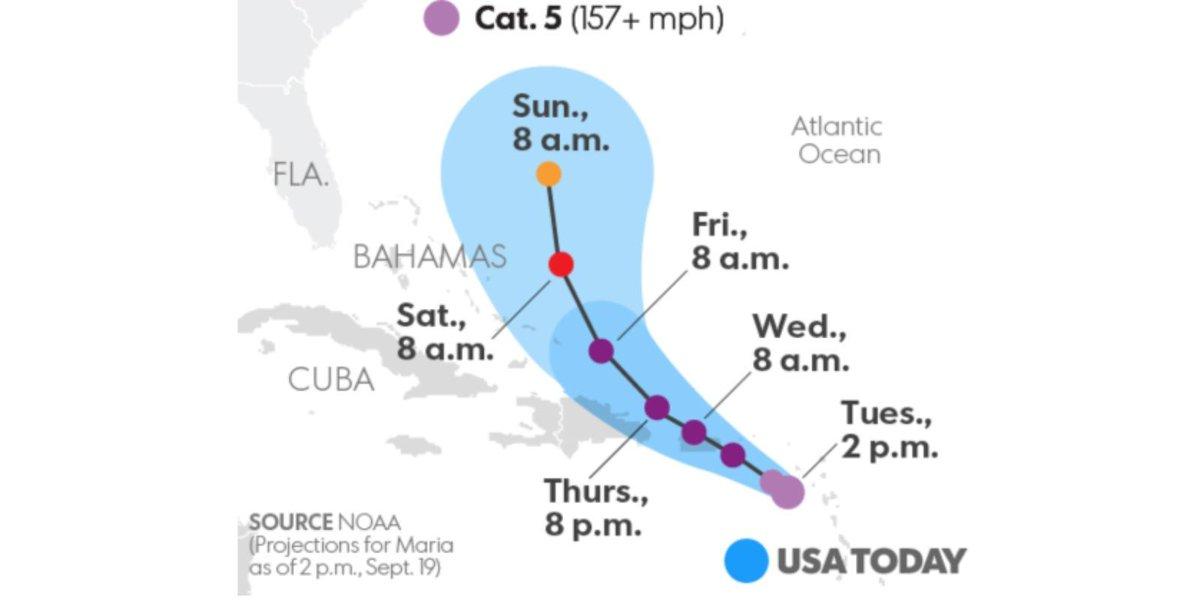 Cat. 5 (157+ mph)
Sun.,
8 a.m.
Atlantic
Ocean
FLA.
Fri.,
8 a.m.
BAHAMAS
Sat.,
8 a.m.
Wed.,
8 a.m.
CUBA
Tues.,
2 p.m.
Thurs.,
8 p.m.
SOURCE NOAA
(Projections for Maria
as of 2 p.m., Sept. 19)
USA TODAY